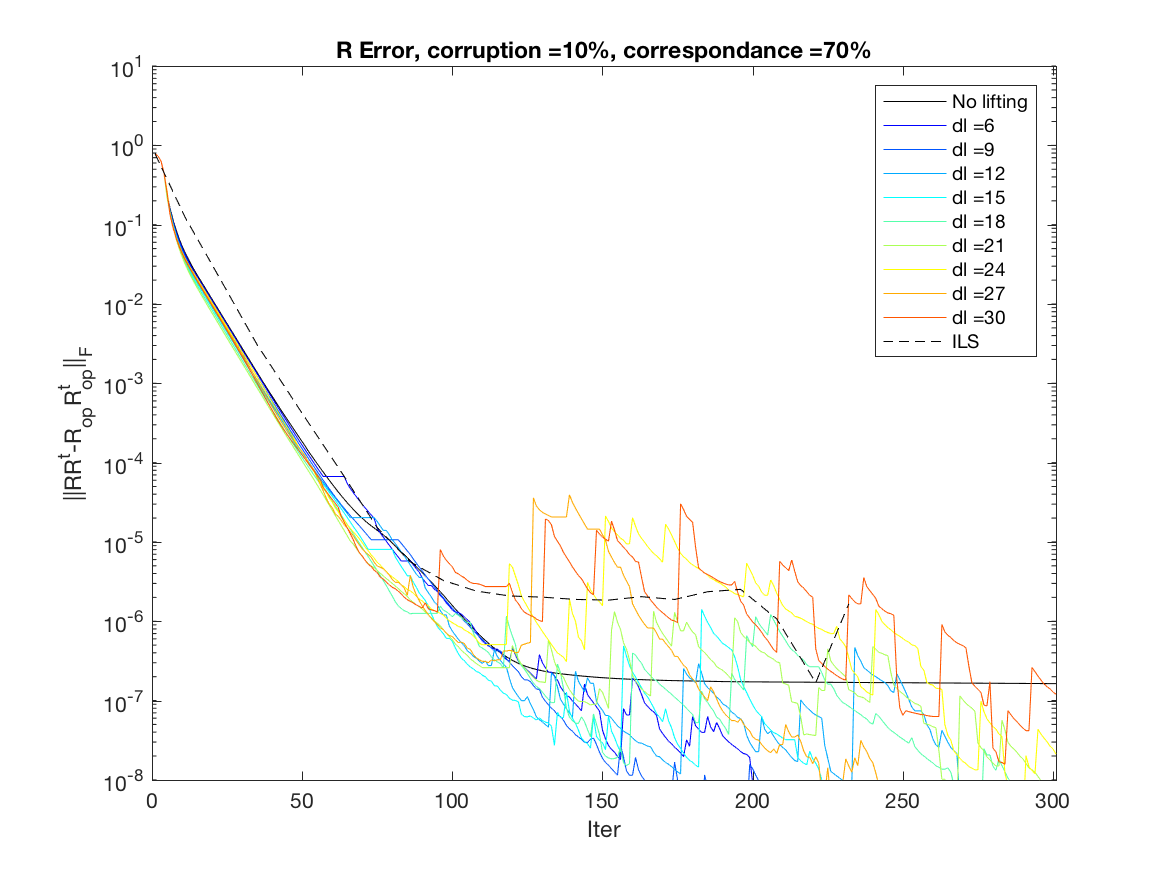 R Error, corruption =10%, correspondance =70%
10^1
10^0
10^-1
10^-2
10^-3
10^-4
10^-5
10^-6
10^-7
10^-8
||RR^t-R_op R^t_op||_F
0 50 100 150 200 250 300
Iter
No lifting
dl =6
dl =9
dl =12
dl =15
dl =18
dl =21
dl =24
dl =27
dl =30
ILS